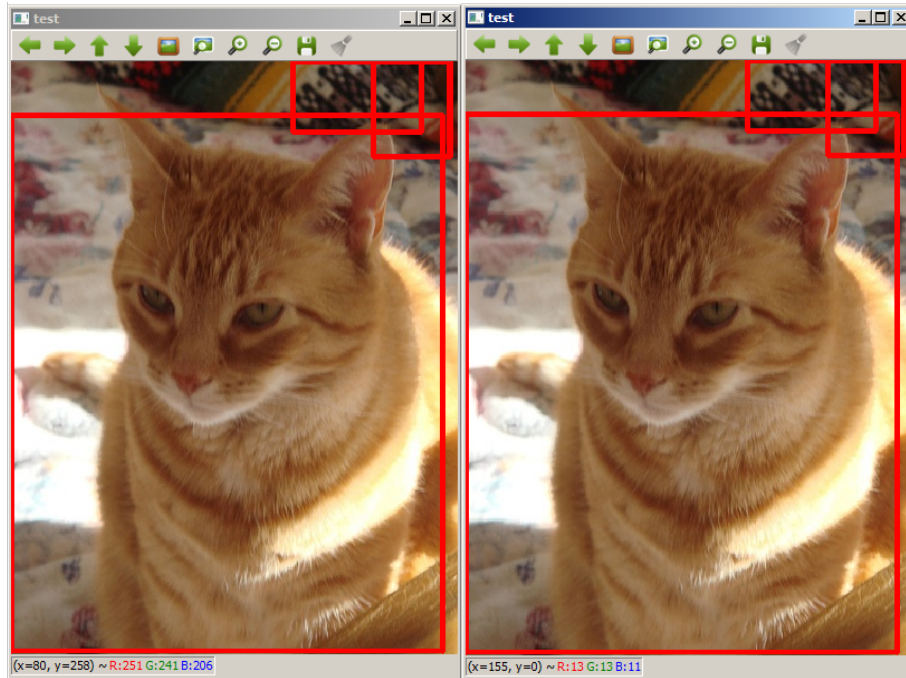 test
test
(x=80, y=258) ~ R:251 G:241 B:206
(x=155, y=0) ~ R:13 G:13 B:11